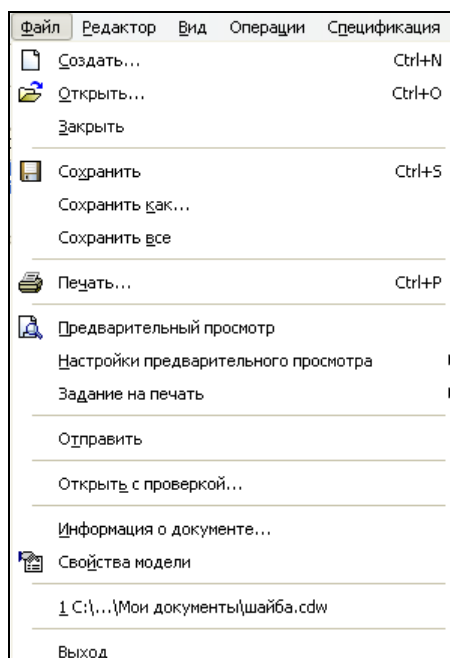 Файл Редактор Вид Операции Спецификация
Создать... Ctrl+N
Открыть... Ctrl+O
Закрыть
Сохранить Ctrl+S
Сохранить как...
Сохранить все
Печать... Ctrl+P
Предварительный просмотр
Настройки предварительного просмотра
Задание на печать
Отправить
Открыть с проверкой...
Информация о документе...
Свойства модели
1 C:\...\Мои документы\шайба.cdw
Выход